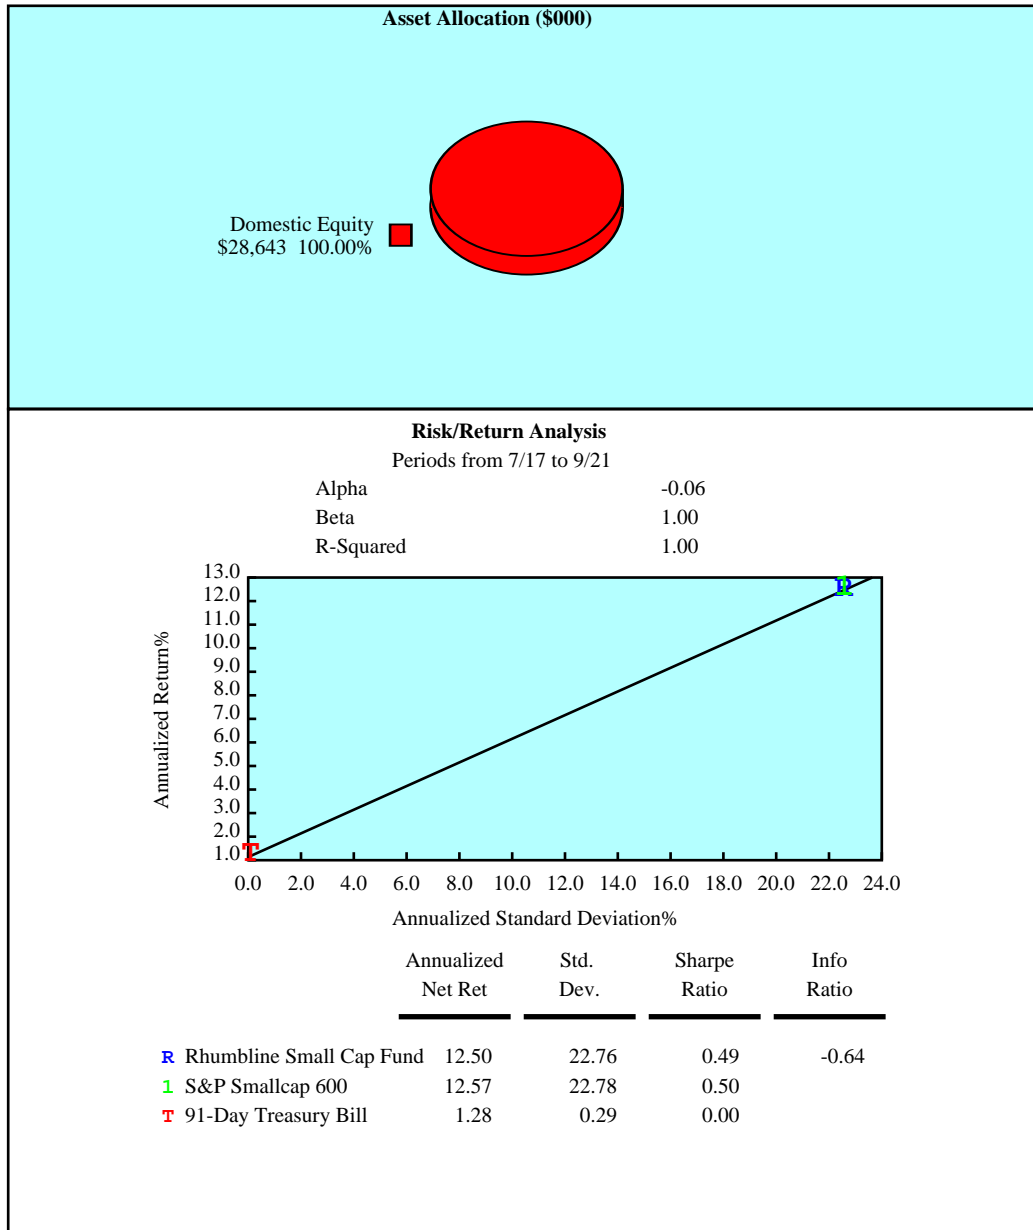 Asset Allocation ($000)
Domestic Equity
$28,643 100.00%
Risk/Return Analysis
Periods from 7/17 to 9/21
Alpha -0.06
Beta 1.00
R-Squared 1.00
13.0
12.0
11.0
10.0
9.0
8.0
7.0
6.0
5.0
4.0
3.0
2.0
1.0
Annualized Return%
R
1
T
0.0 2.0 4.0 6.0 8.0 10.0 12.0 14.0 16.0 18.0 20.0 22.0 24.0
Annualized Standard Deviation%
Annualized Std. Sharpe Info
Net Ret Dev. Ratio Ratio
R Rhumbline Small Cap Fund 12.50 22.76 0.49 -0.64
1 S&P Smallcap 600 12.57 22.78 0.50
T 91-Day Treasury Bill 1.28 0.29 0.00